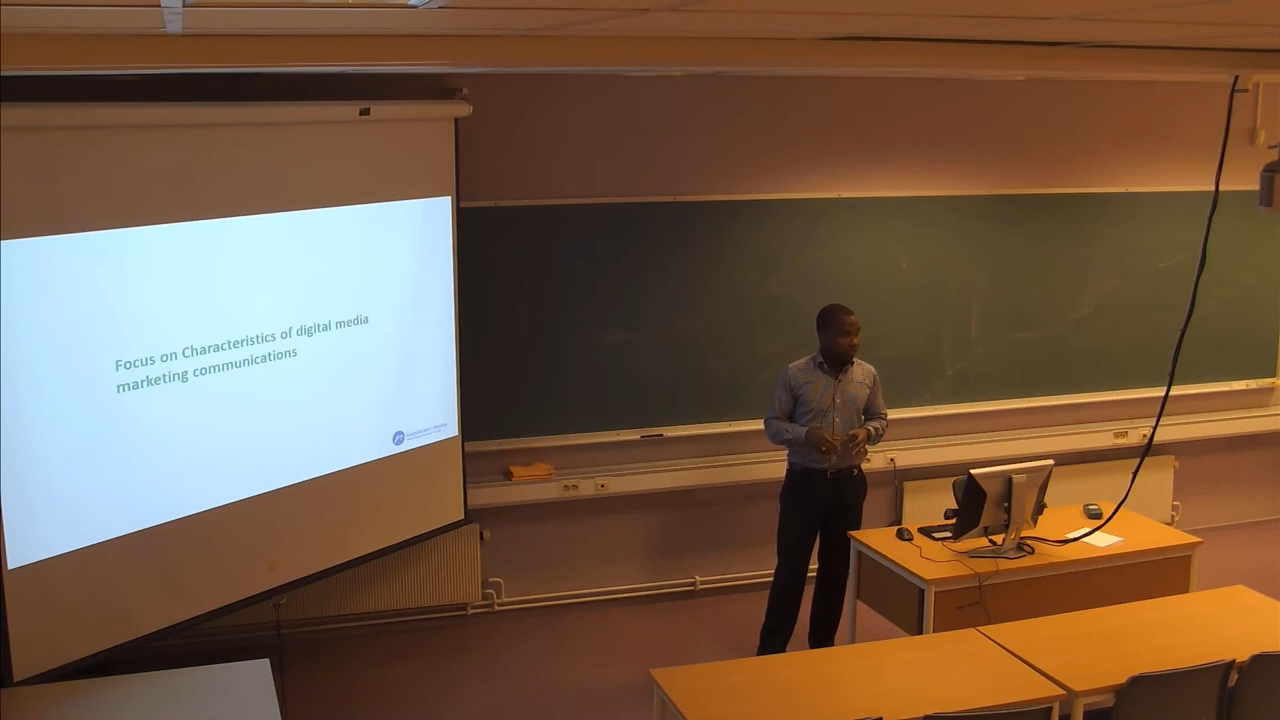 Focus on Characteristics of digital media
marketing communications